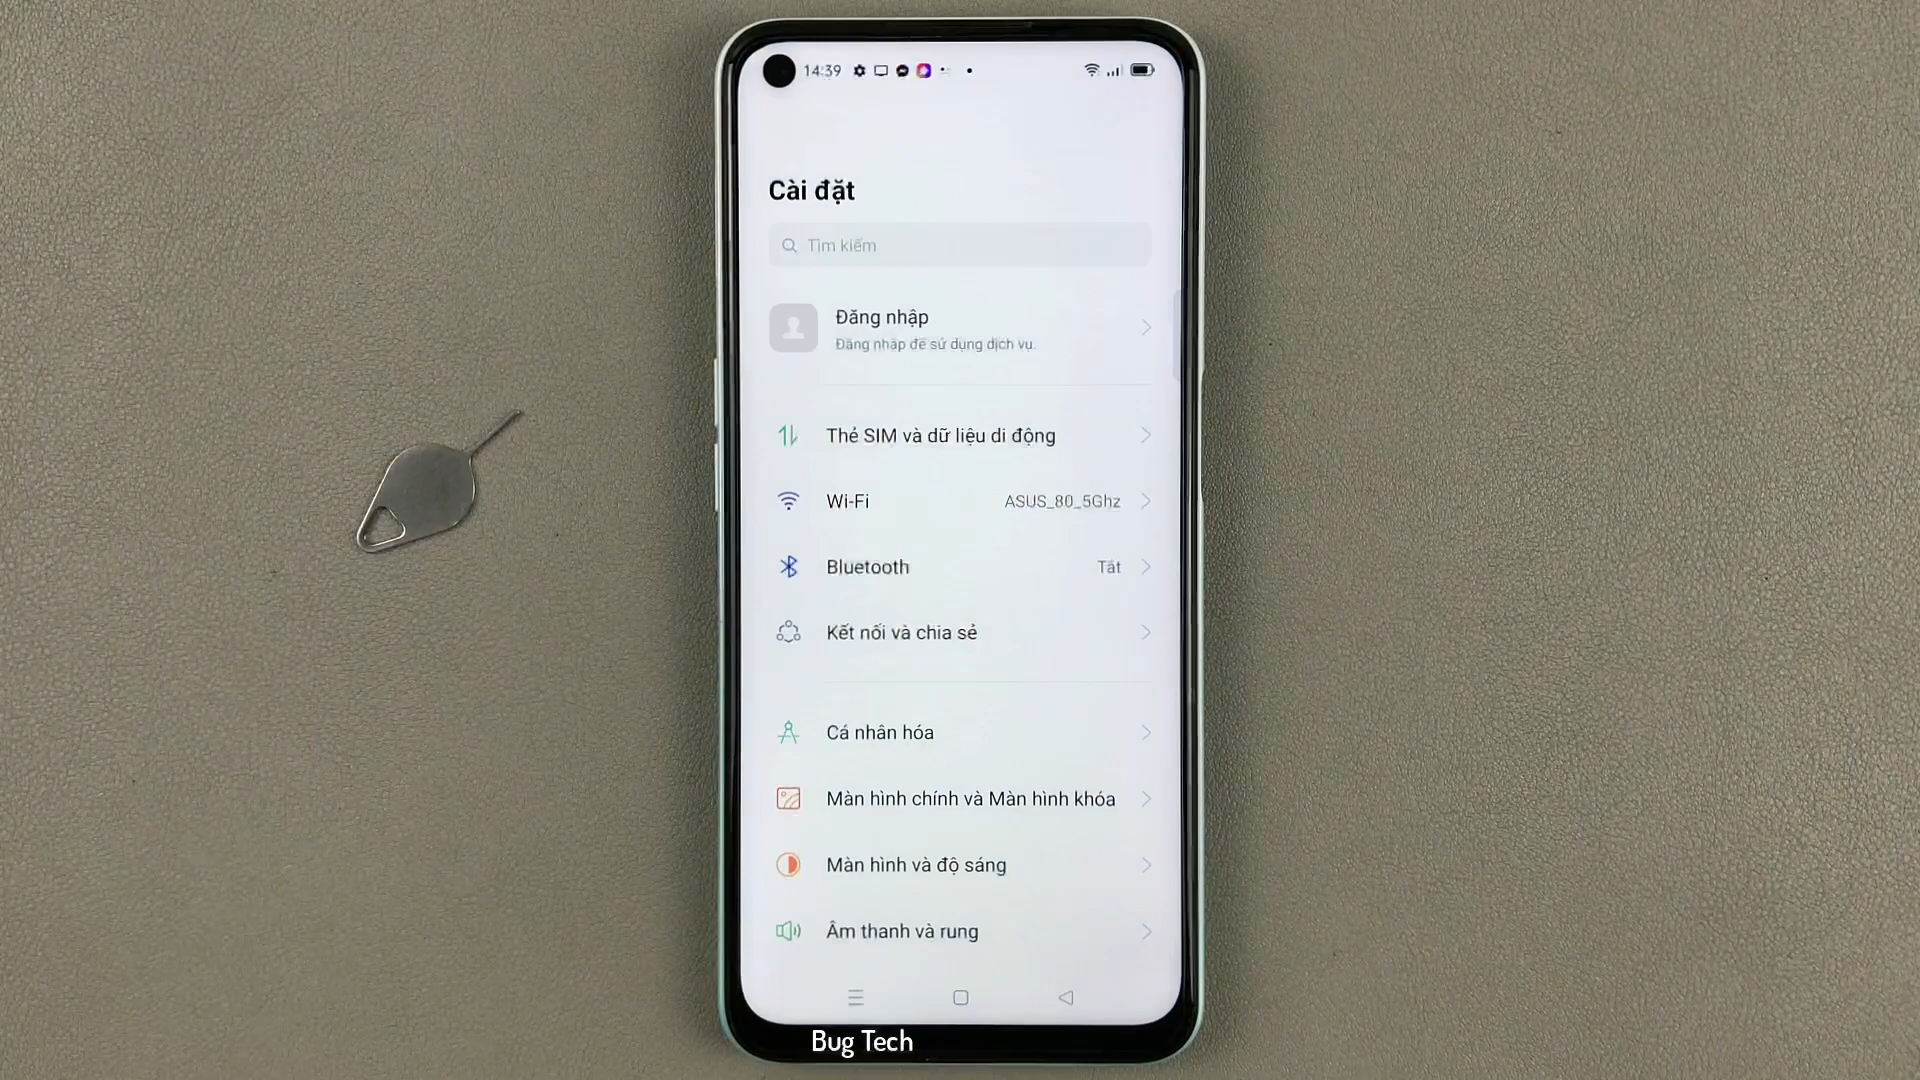 14:39
Cài đặt
Tìm kiếm
Đăng nhập
Đăng nhập để sử dụng dịch vụ.
Thẻ SIM và dữ liệu di động
Wi-Fi ASUS_80_5Ghz
Bluetooth Tắt
Kết nối và chia sẻ
Cá nhân hóa
Màn hình chính và Màn hình khóa
Màn hình và độ sáng
Âm thanh và rung
Bug Tech